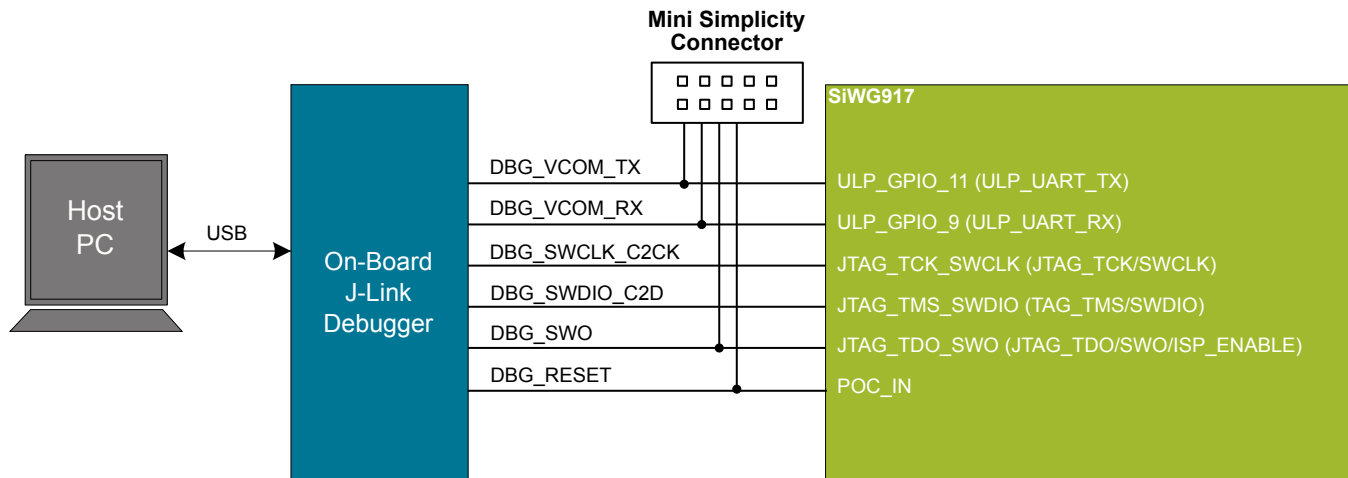 Mini Simplicity
Connector
SiWG917
Host
PC
USB
On-Board
J-Link
Debugger
DBG_VCOM_TX
ULP_GPIO_11 (ULP_UART_TX)
DBG_VCOM_RX
ULP_GPIO_9 (ULP_UART_RX)
DBG_SWCLK_C2CK
JTAG_TCK_SWCLK (JTAG_TCK/SWCLK)
DBG_SWDIO_C2D
JTAG_TMS_SWDIO (TAG_TMS/SWDIO)
DBG_SWO
JTAG_TDO_SWO (JTAG_TDO/SWO/ISP_ENABLE)
DBG_RESET
POC_IN